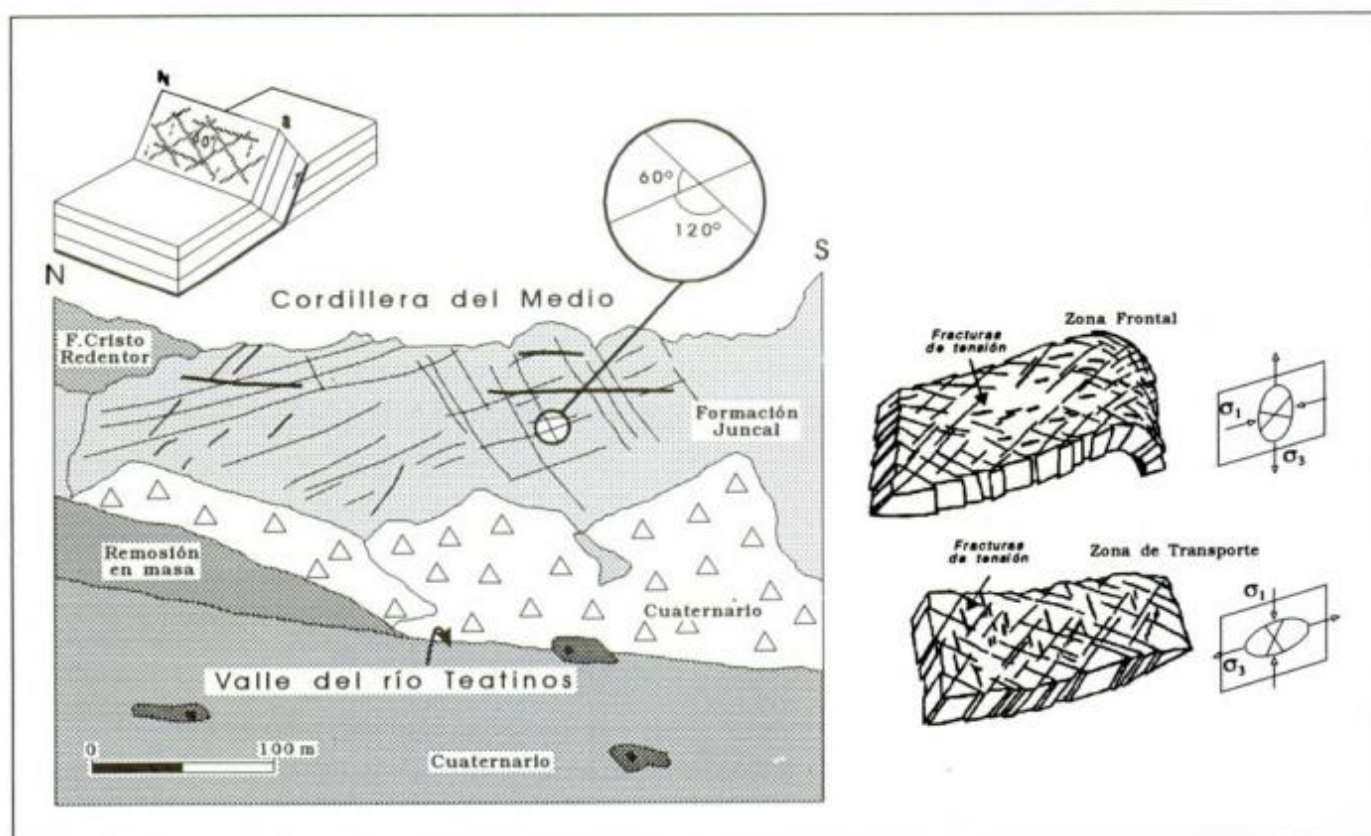 N
S
60°
60°
120°
N
S
Cordillera del Medio
F.Cristo
Redentor
Formación
Juncal
Remosión
en masa
Cuaternario
Valle del río Teatinos
0
100 m
Cuaternario
Zona Frontal
Fracturas
de tensión
σ1
σ3
Zona de Transporte
Fracturas
de tensión
σ1
σ3